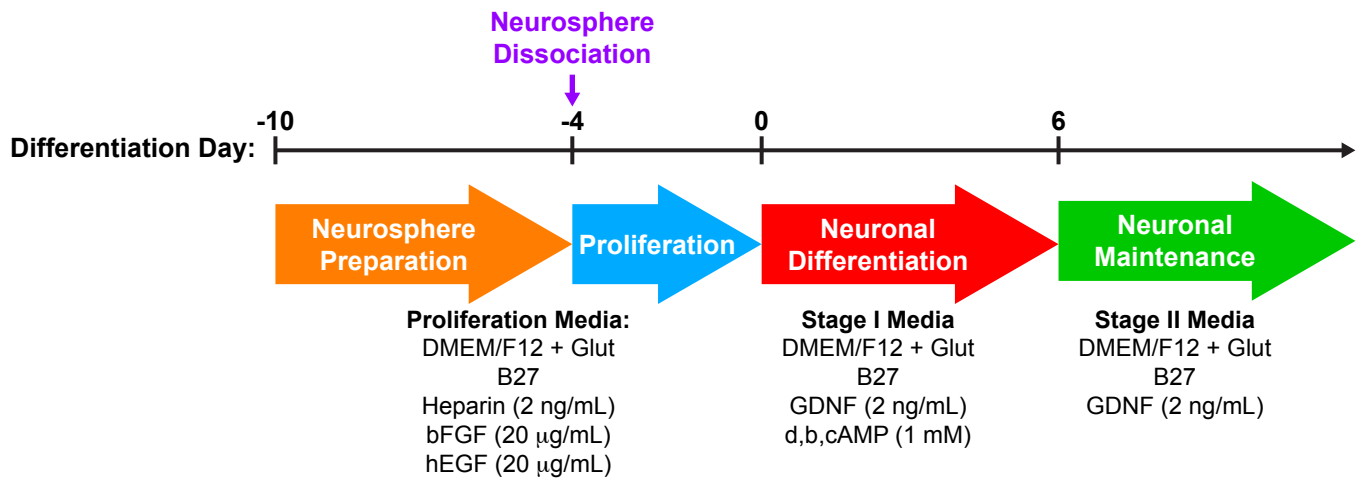 Neurosphere
Dissociation
-10
-4
0
6
Differentiation Day:
Neurosphere
Preparation
Proliferation
Neuronal
Differentiation
Neuronal
Maintenance
Proliferation Media:
DMEM/F12 + Glut
B27
Heparin (2 ng/mL)
bFGF (20 μg/mL)
hEGF (20 μg/mL)
Stage I Media
DMEM/F12 + Glut
B27
GDNF (2 ng/mL)
d,b,cAMP (1 mM)
Stage II Media
DMEM/F12 + Glut
B27
GDNF (2 ng/mL)